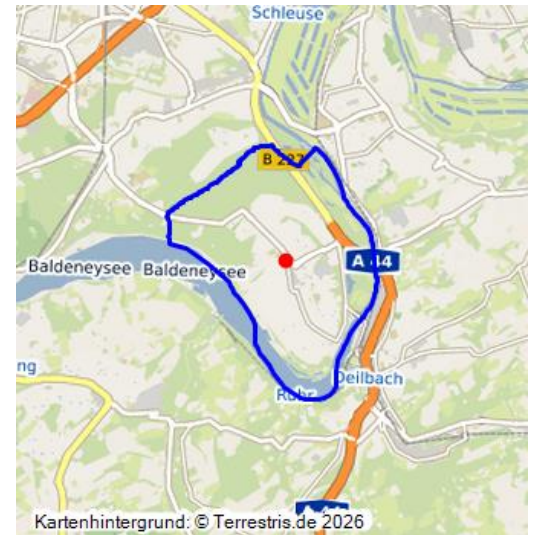 Schleuse
B 227
Baldeneysee Baldeneysee
A 44
ng
Deilbach
Ruhr
Kartenhintergrund: © Terrestris.de 2026